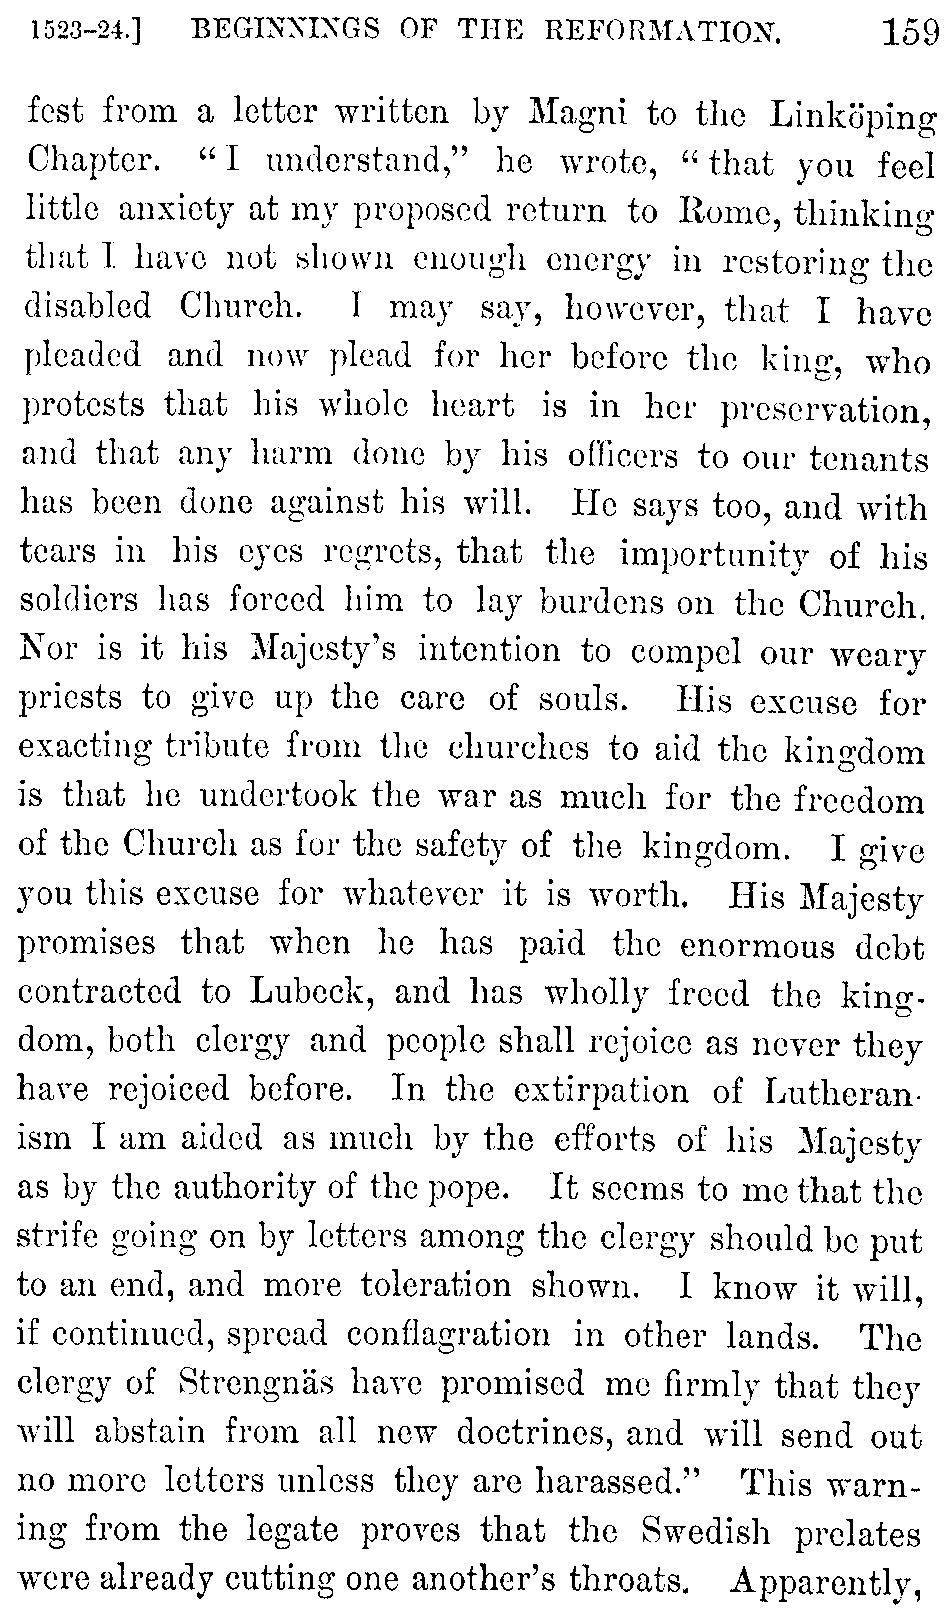 1523–24.] BEGINNINGS OF THE REFORMATION. 159
fest from a letter written by Magni to the Linköping
Chapter. “I understand,” he wrote, “that you feel
little anxiety at my proposed return to Rome, thinking
that I have not shown enough energy in restoring the
disabled Church. I may say, however, that I have
pleaded and now plead for her before the king, who
protests that his whole heart is in her preservation,
and that any harm done by his officers to our tenants
has been done against his will. He says too, and with
tears in his eyes regrets, that the importunity of his
soldiers has forced him to lay burdens on the Church.
Nor is it his Majesty’s intention to compel our weary
priests to give up the care of souls. His excuse for
exacting tribute from the churches to aid the kingdom
is that he undertook the war as much for the freedom
of the Church as for the safety of the kingdom. I give
you this excuse for whatever it is worth. His Majesty
promises that when he has paid the enormous debt
contracted to Lubeck, and has wholly freed the king-
dom, both clergy and people shall rejoice as never they
have rejoiced before. In the extirpation of Lutheran-
ism I am aided as much by the efforts of his Majesty
as by the authority of the pope. It seems to me that the
strife going on by letters among the clergy should be put
to an end, and more toleration shown. I know it will,
if continued, spread conflagration in other lands. The
clergy of Strengnäs have promised me firmly that they
will abstain from all new doctrines, and will send out
no more letters unless they are harassed.” This warn-
ing from the legate proves that the Swedish prelates
were already cutting one another’s throats. Apparently,